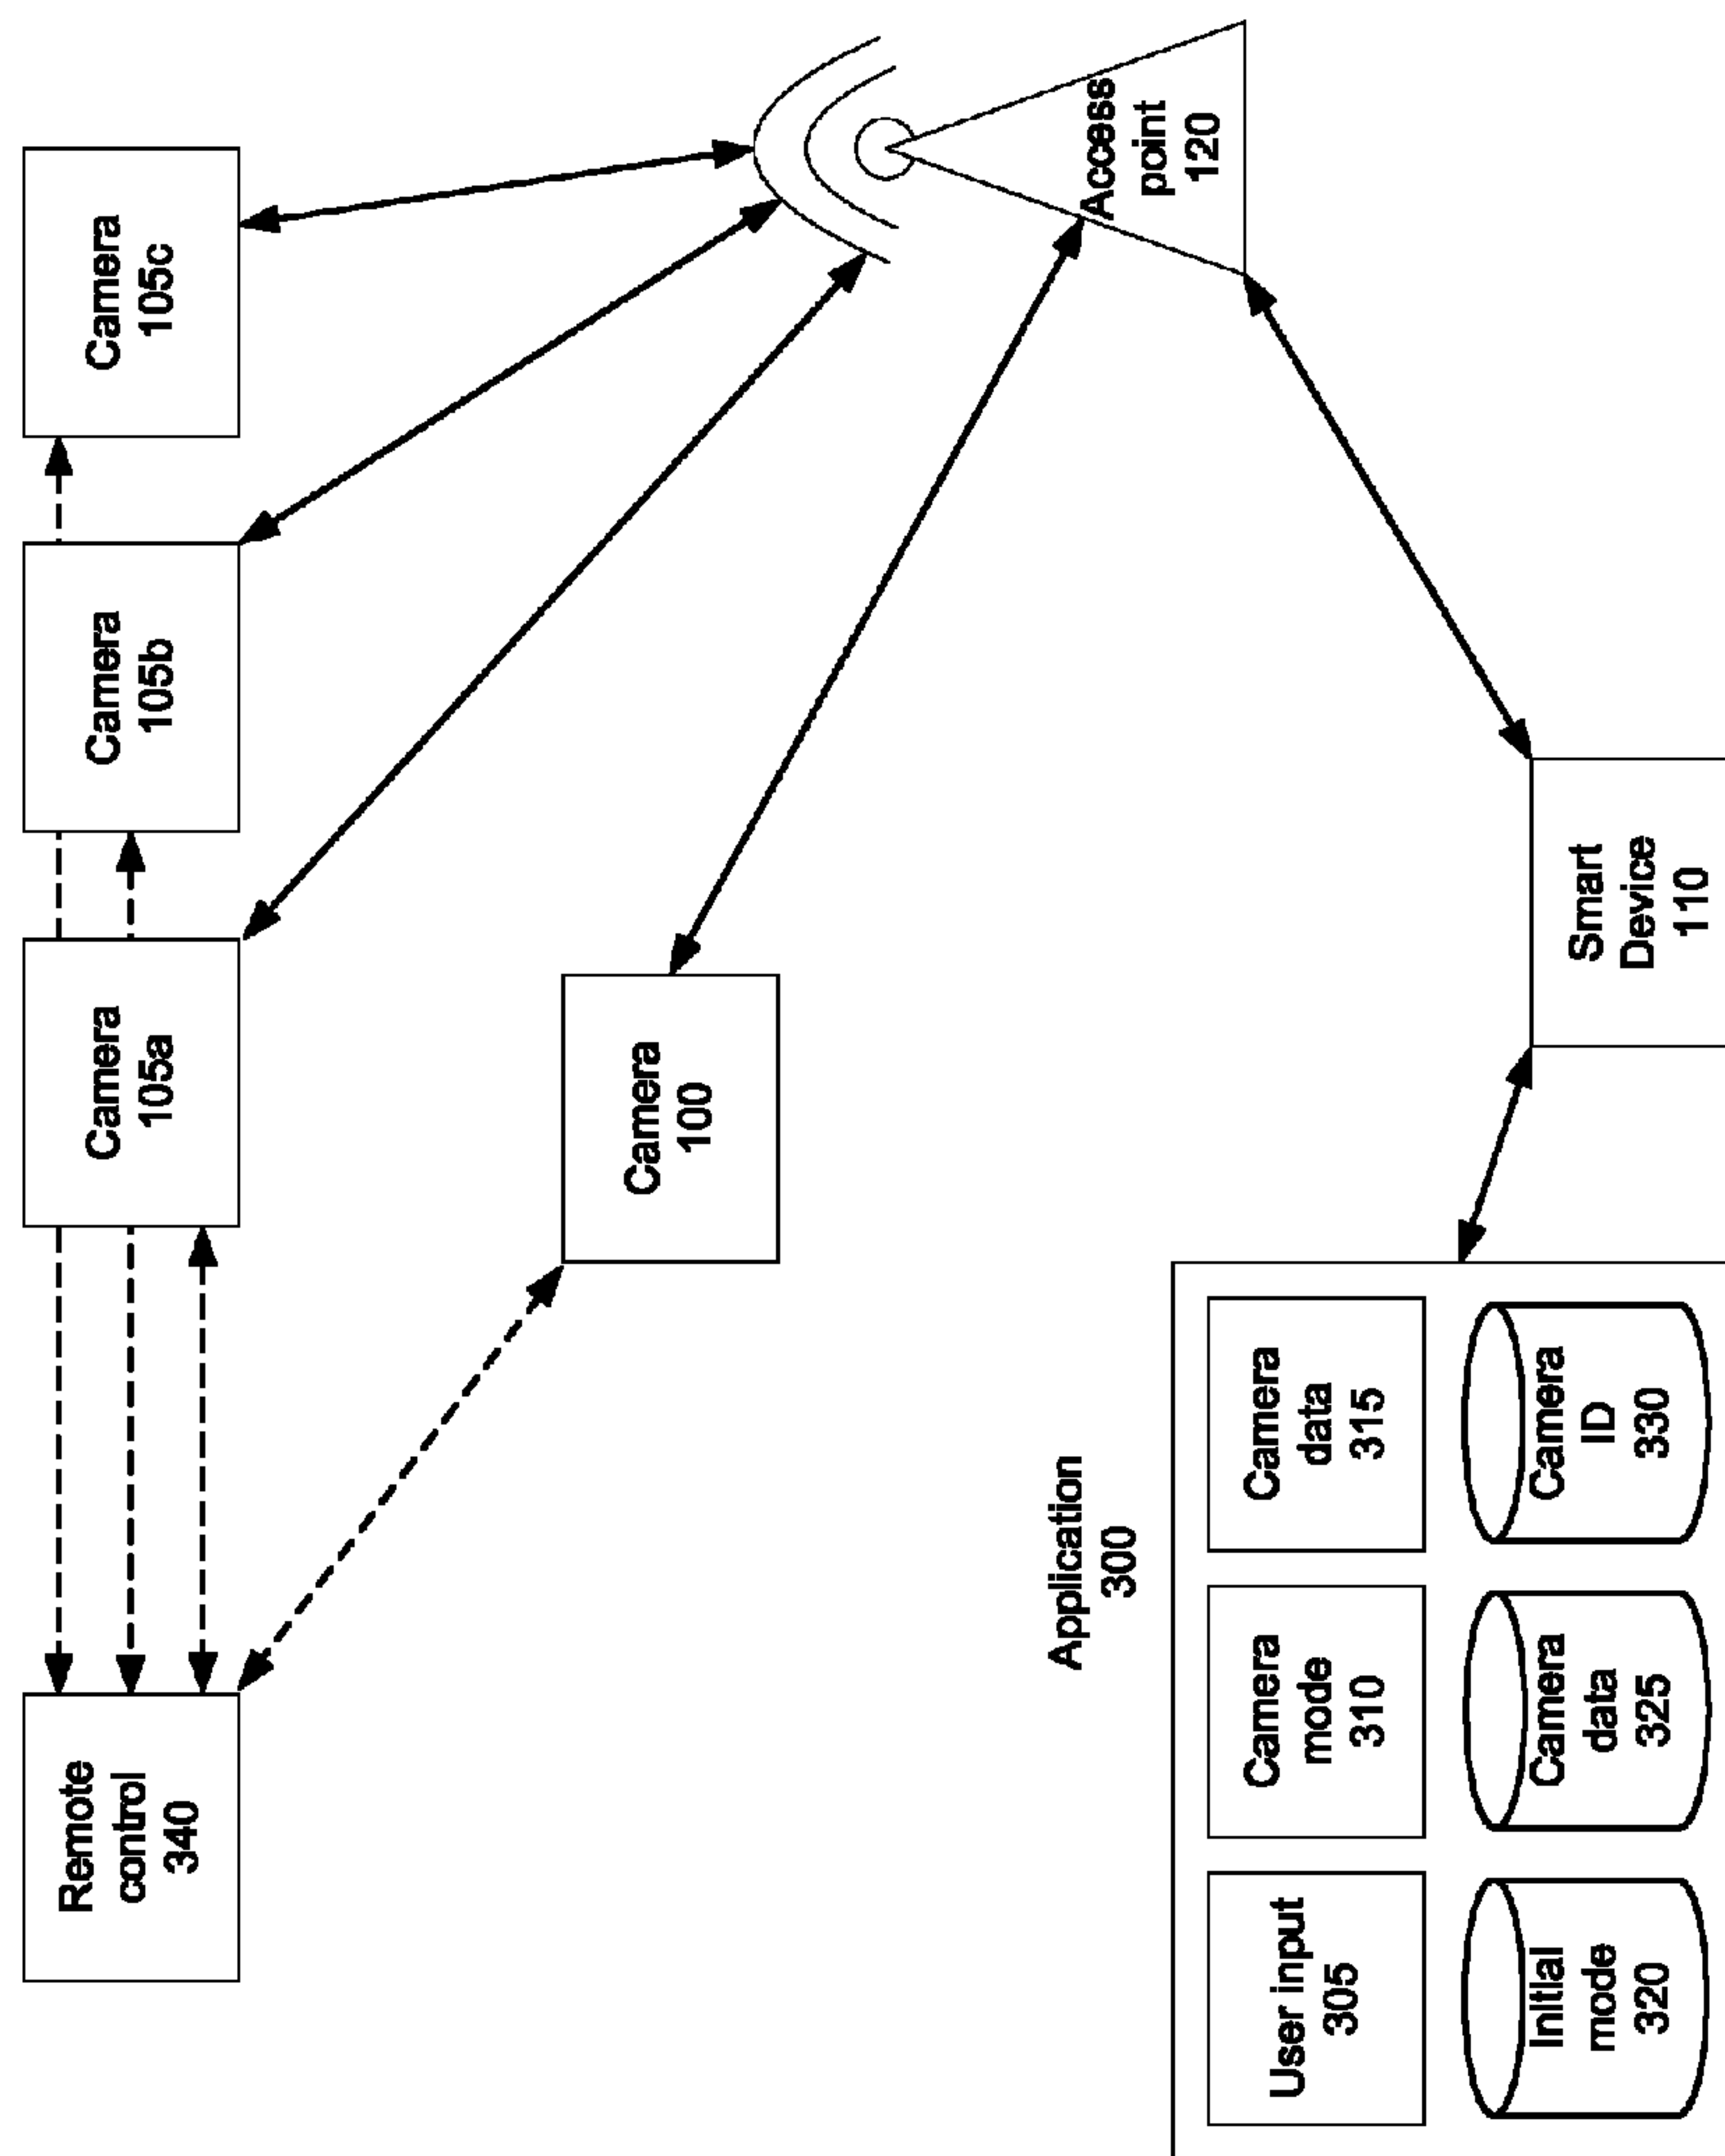 Remote
control
340
Camera
105a
Camera
105b
Camera
105c
Camera
100
Access
point
120
Application
300
User input
305
Camera
mode
310
Camera
data
315
Initial
mode
320
Camera
data
325
Camera
ID
330
Smart
Device
110